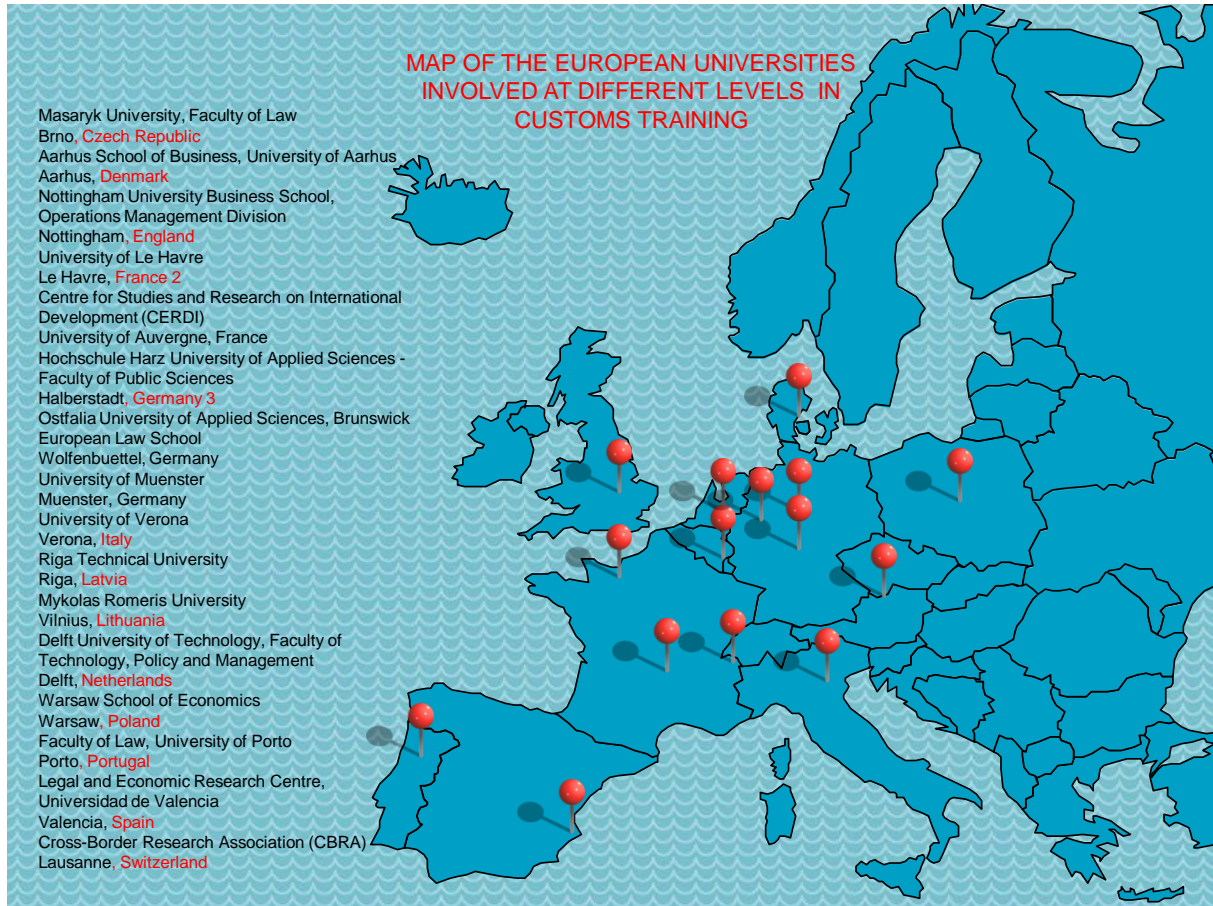 MAP OF THE EUROPEAN UNIVERSITIES
INVOLVED AT DIFFERENT LEVELS IN
CUSTOMS TRAINING
Masaryk University, Faculty of Law
Brno, Czech Republic
Aarhus School of Business, University of Aarhus
Aarhus, Denmark
Nottingham University Business School,
Operations Management Division
Nottingham, England
University of Le Havre
Le Havre, France 2
Centre for Studies and Research on International
Development (CERDI)
University of Auvergne, France
Hochschule Harz University of Applied Sciences -
Faculty of Public Sciences
Halberstadt, Germany 3
Ostfalia University of Applied Sciences, Brunswick
European Law School
Wolfenbuettel, Germany
University of Muenster
Muenster, Germany
University of Verona
Verona, Italy
Riga Technical University
Riga, Latvia
Mykolas Romeris University
Vilnius, Lithuania
Delft University of Technology, Faculty of
Technology, Policy and Management
Delft, Netherlands
Warsaw School of Economics
Warsaw, Poland
Faculty of Law, University of Porto
Porto, Portugal
Legal and Economic Research Centre,
Universidad de Valencia
Valencia, Spain
Cross-Border Research Association (CBRA)
Lausanne, Switzerland